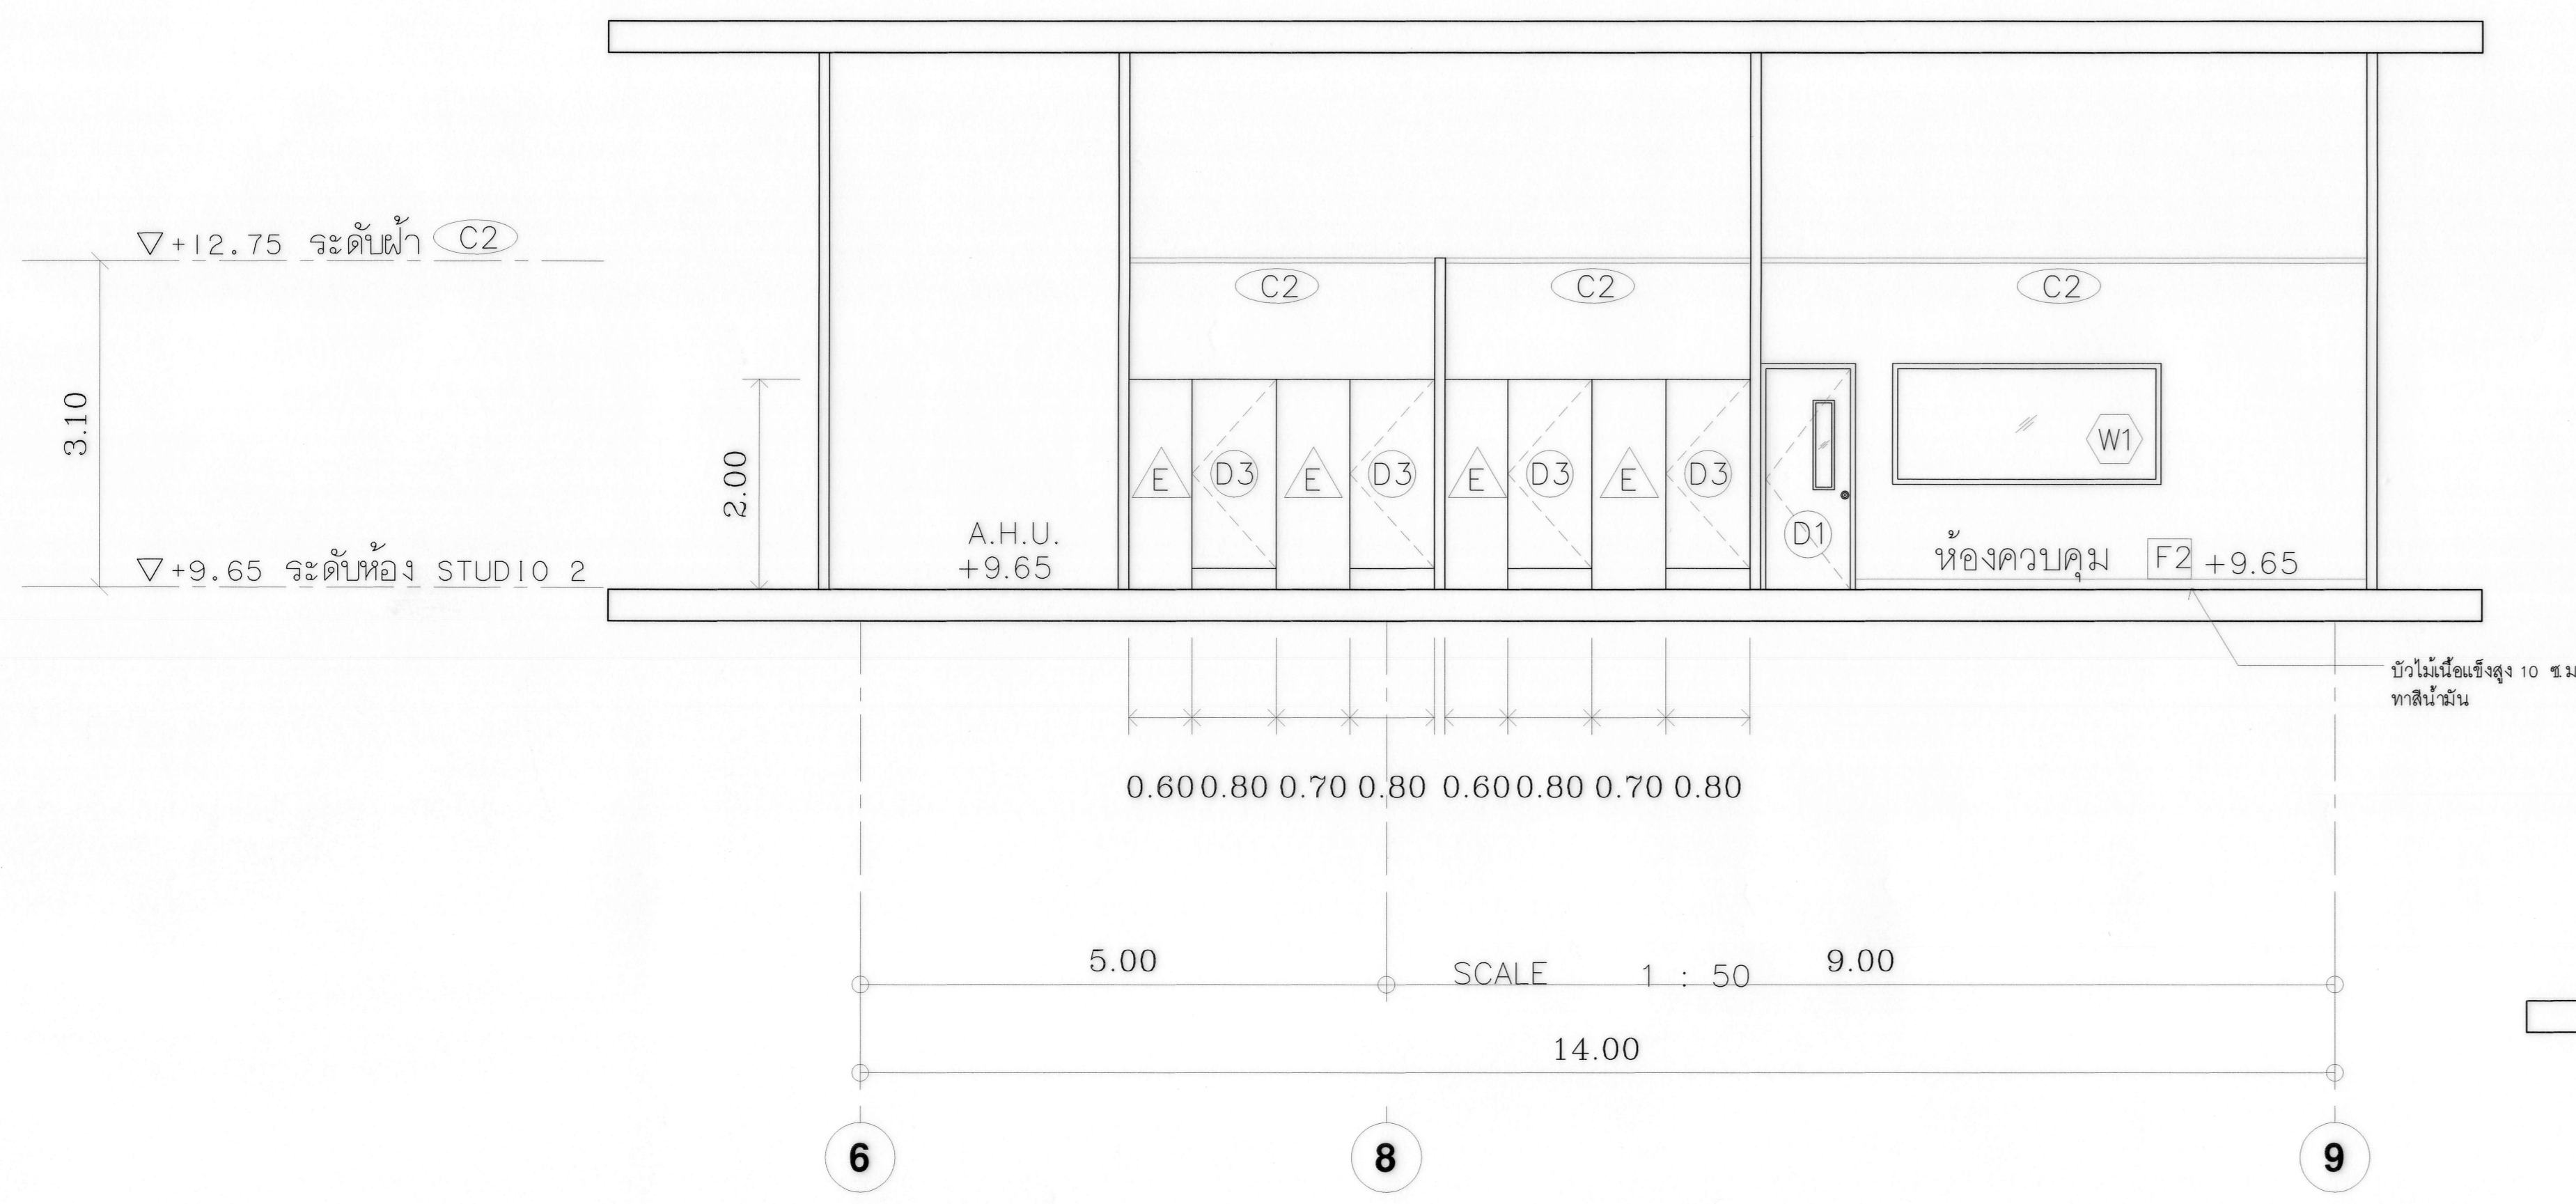 +12.75 ระดับฝ้า C2
C2 C2 C2
3.10
2.00
E D3 E D3 E D3 E D3
W1
D1
A.H.U.
+9.65
ห้องควบคุม F2 +9.65
+9.65 ระดับห้อง STUDIO 2
บัวไม้เนื้อแข็งสูง 10 ซ.ม
ทาสีน้ำมัน
0.60 0.80 0.70 0.80 0.60 0.80 0.70 0.80
5.00 SCALE 1 : 50 9.00
14.00
6 8 9